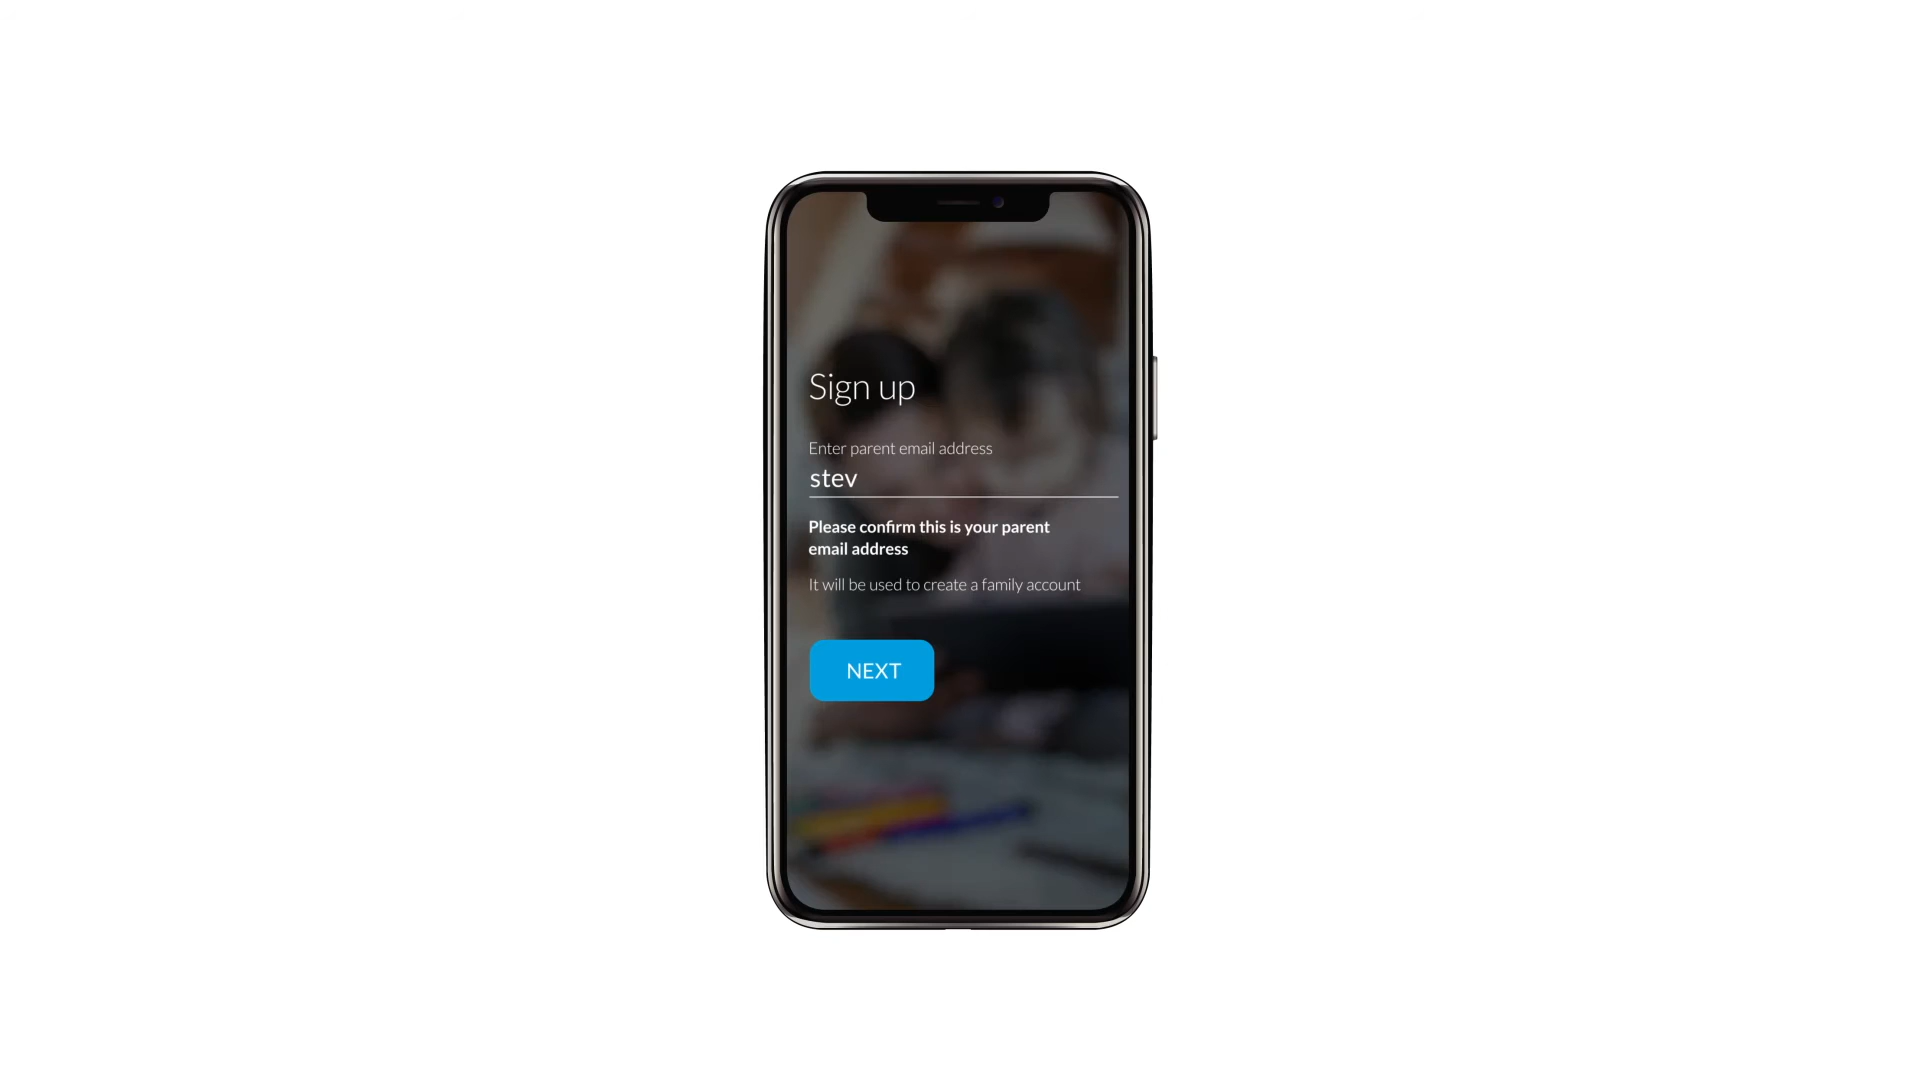 Sign up
Enter parent email address
stev
Please confirm this is your parent
email address
It will be used to create a family account
NEXT